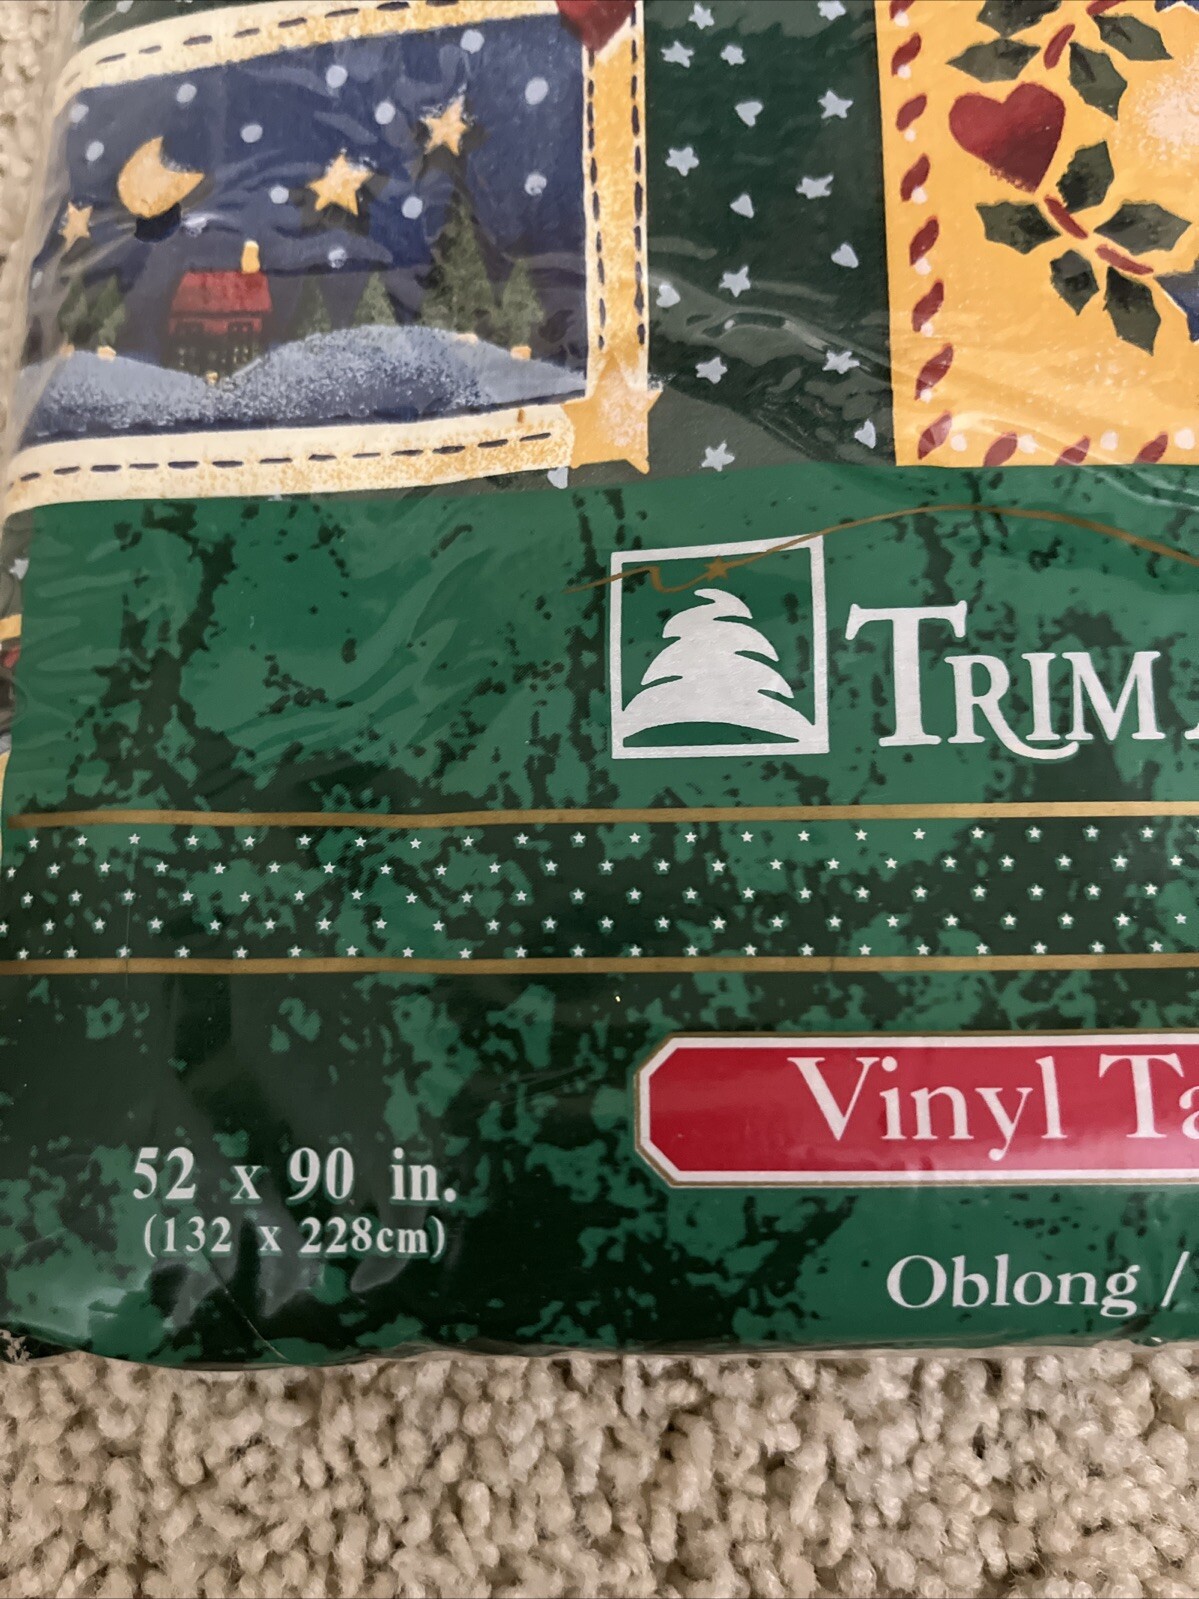 TRIM
Vinyl Ta
52 x 90 in.
(132 x 228cm)
Oblong /